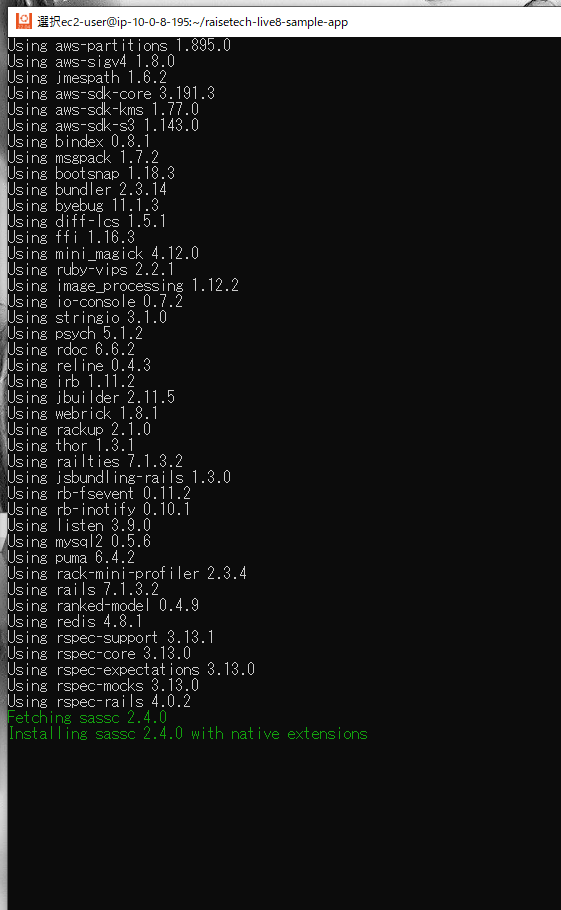 選択ec2-user@ip-10-0-8-195:~/raisetech-live8-sample-app
Using aws-partitions 1.895.0
Using aws-sigv4 1.8.0
Using jmespath 1.6.2
Using aws-sdk-core 3.191.3
Using aws-sdk-kms 1.77.0
Using aws-sdk-s3 1.143.0
Using bindex 0.8.1
Using msgpack 1.7.2
Using bootsnap 1.18.3
Using bundler 2.3.14
Using byebug 11.1.3
Using diff-lcs 1.5.1
Using ffi 1.16.3
Using mini_magick 4.12.0
Using ruby-vips 2.2.1
Using image_processing 1.12.2
Using io-console 0.7.2
Using stringio 3.1.0
Using psych 5.1.2
Using rdoc 6.6.2
Using reline 0.4.3
Using irb 1.11.2
Using jbuilder 2.11.5
Using webrick 1.8.1
Using rackup 2.1.0
Using thor 1.3.1
Using railties 7.1.3.2
Using jsbundling-rails 1.3.0
Using rb-fsevent 0.11.2
Using rb-inotify 0.10.1
Using listen 3.9.0
Using mysql2 0.5.6
Using puma 6.4.2
Using rack-mini-profiler 2.3.4
Using rails 7.1.3.2
Using ranked-model 0.4.9
Using redis 4.8.1
Using rspec-support 3.13.1
Using rspec-core 3.13.0
Using rspec-expectations 3.13.0
Using rspec-mocks 3.13.0
Using rspec-rails 4.0.2
Fetching sassc 2.4.0
Installing sassc 2.4.0 with native extensions